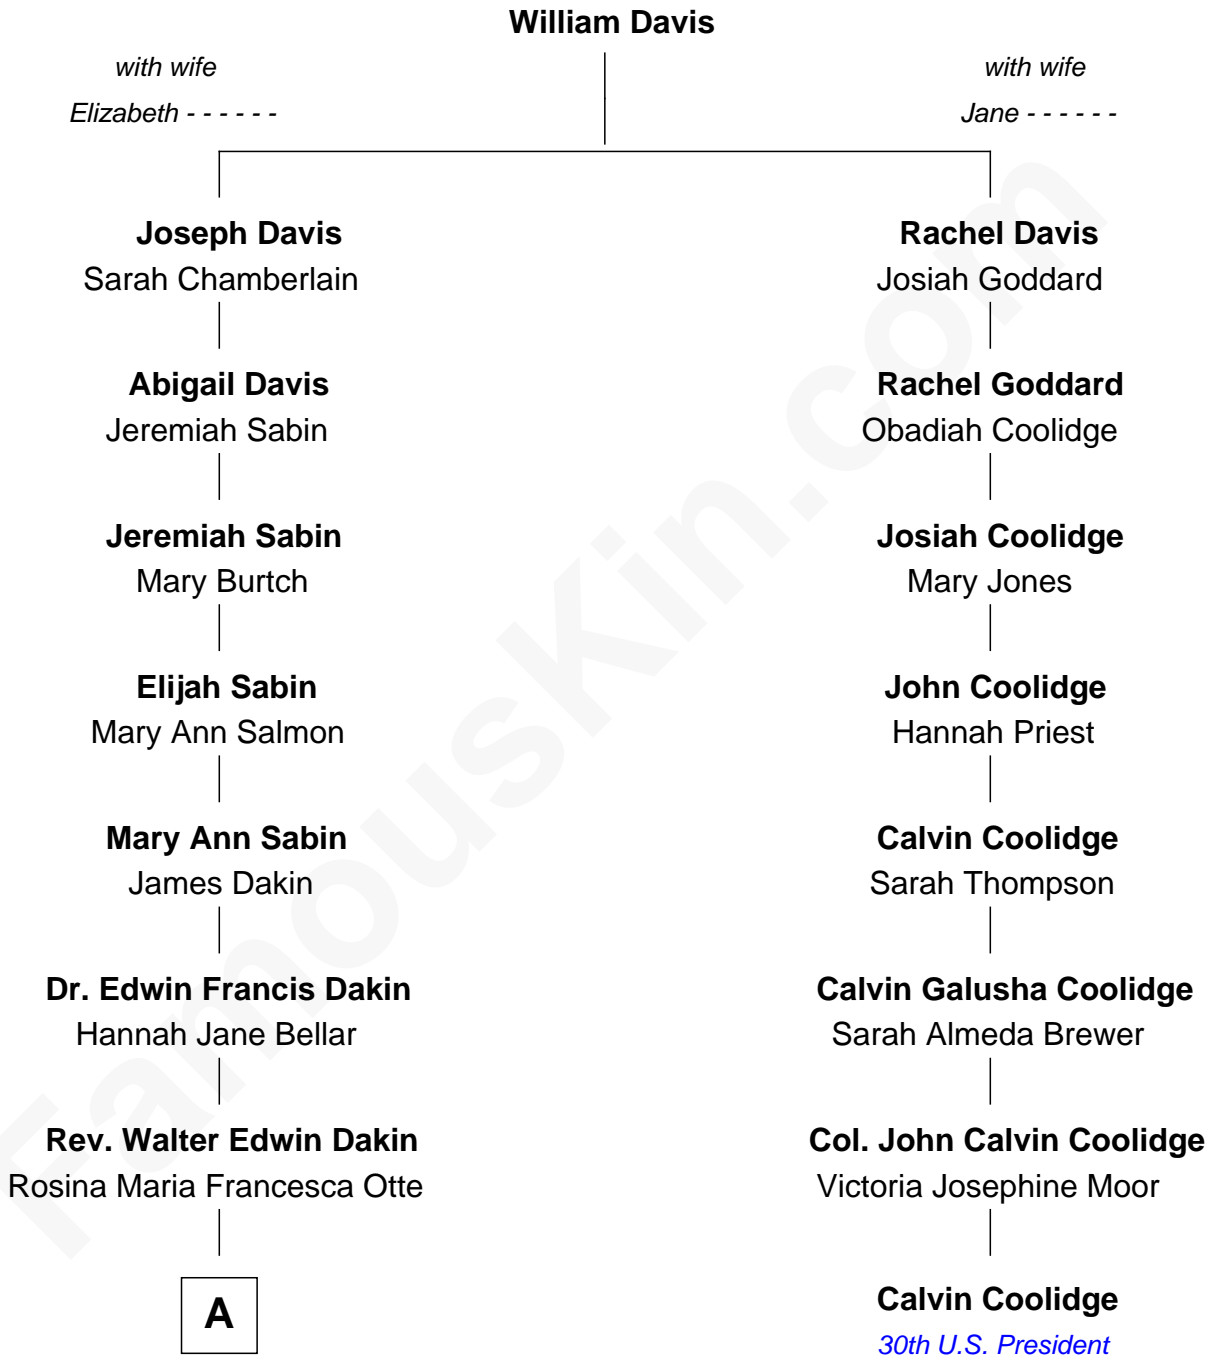 William Davis
with wife
Elizabeth - - - - - -
with wife
Jane - - - - - -
Joseph Davis
Sarah Chamberlain
Rachel Davis
Josiah Goddard
Abigail Davis
Jeremiah Sabin
Rachel Goddard
Obadiah Coolidge
Jeremiah Sabin
Mary Burtch
Josiah Coolidge
Mary Jones
Elijah Sabin
Mary Ann Salmon
John Coolidge
Hannah Priest
Mary Ann Sabin
James Dakin
Calvin Coolidge
Sarah Thompson
Dr. Edwin Francis Dakin
Hannah Jane Bellar
Calvin Galusha Coolidge
Sarah Almeda Brewer
Rev. Walter Edwin Dakin
Rosina Maria Francesca Otte
Col. John Calvin Coolidge
Victoria Josephine Moor
A
Calvin Coolidge
30th U.S. President
FamousKin.com